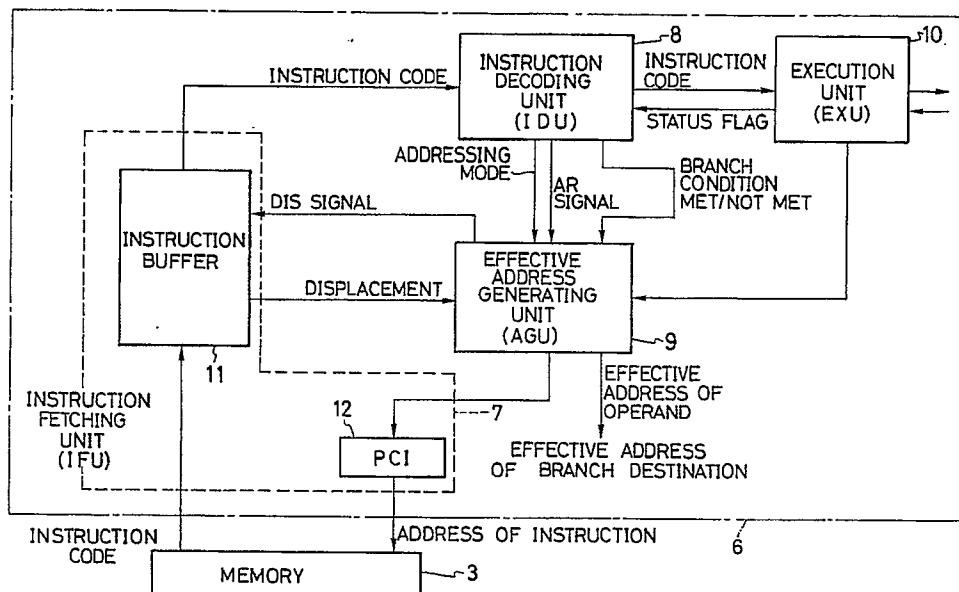 8
10
INSTRUCTION CODE
INSTRUCTION
DECODING
UNIT
(IDU)
INSTRUCTION
CODE
STATUS FLAG
EXECUTION
UNIT
(EXU)
ADDRESSING
MODE
AR
SIGNAL
BRANCH
CONDITION
MET/NOT MET
DIS SIGNAL
INSTRUCTION
BUFFER
DISPLACEMENT
EFFECTIVE
ADDRESS
GENERATING
UNIT
(AGU)
9
11
INSTRUCTION
FETCHING
UNIT
(IFU)
12
PCI
7
EFFECTIVE
ADDRESS OF
OPERAND
EFFECTIVE ADDRESS
OF BRANCH DESTINATION
INSTRUCTION
CODE
ADDRESS OF INSTRUCTION
6
MEMORY
3